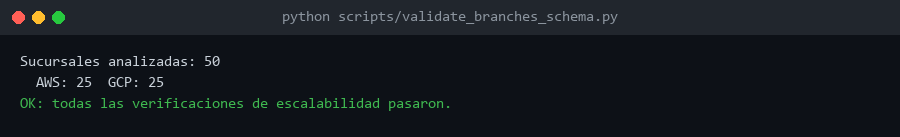 python scripts/validate_branches_schema.py
Sucursales analizadas: 50
AWS: 25  GCP: 25
OK: todas las verificaciones de escalabilidad pasaron.